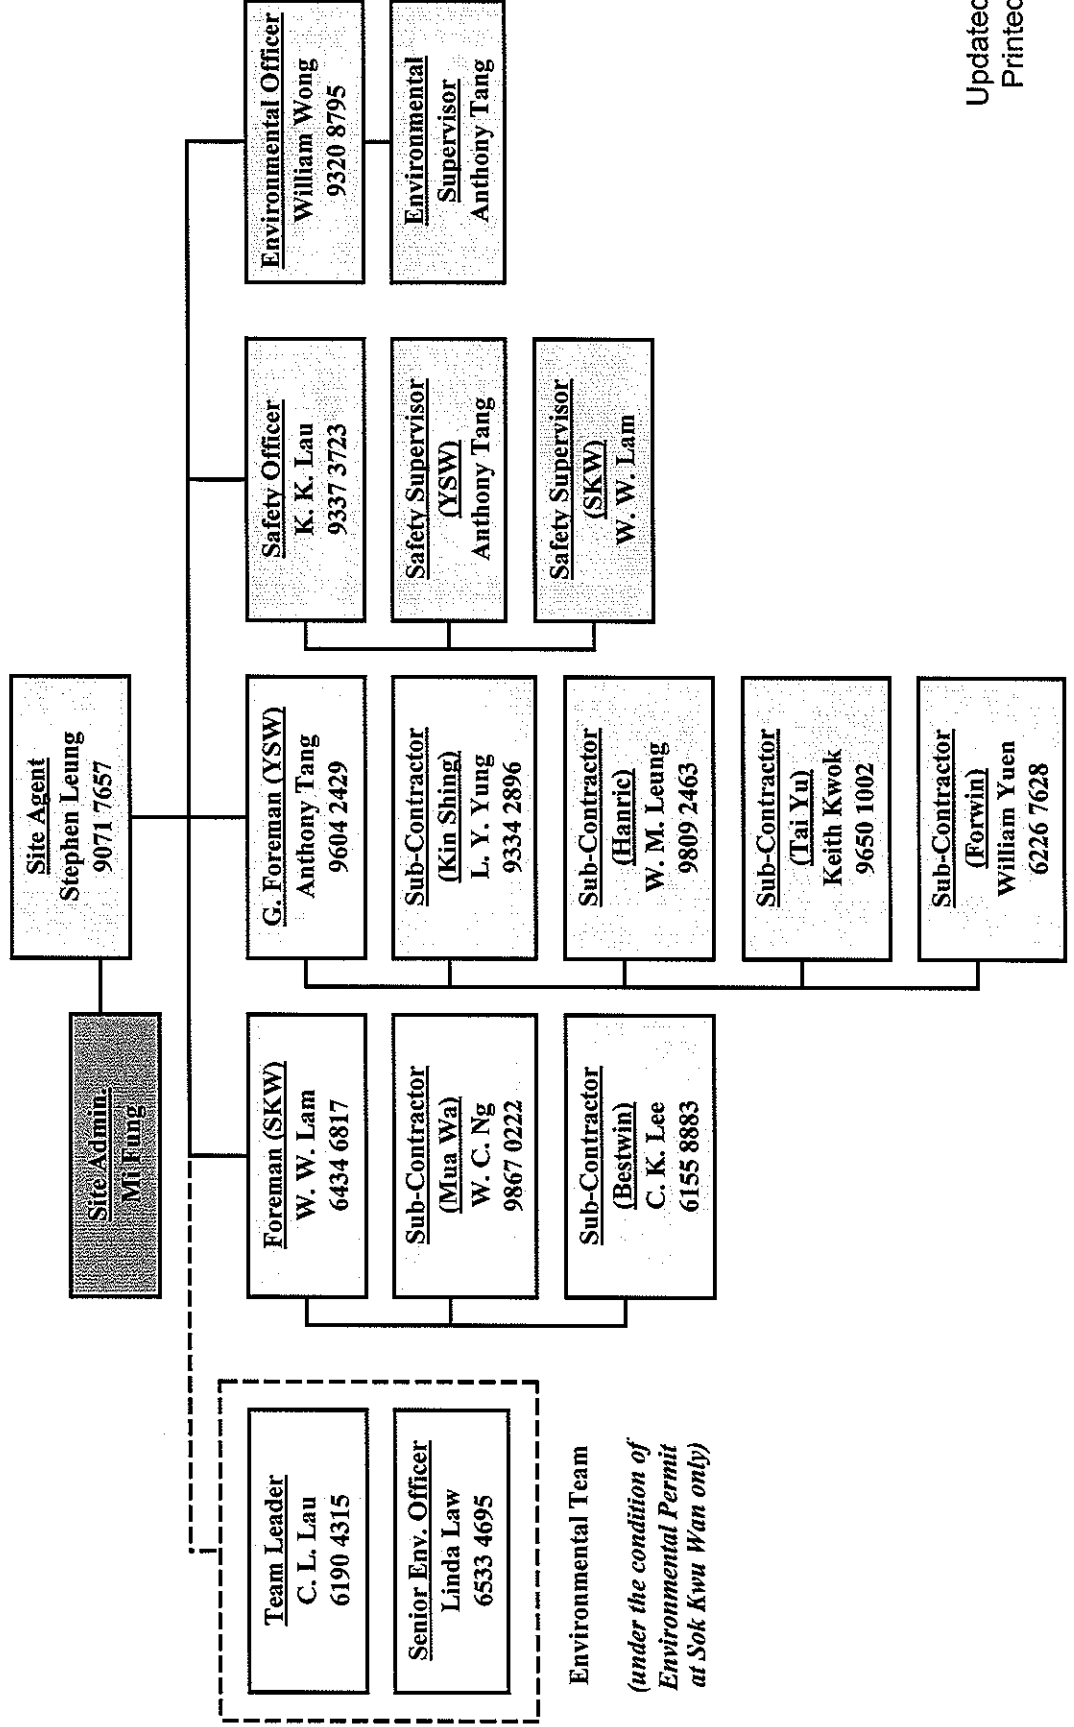 Site Agent
Stephen Leung
9071 7657
Site Admin.
Mi Fung
Team Leader
C. L. Lau
6190 4315
Senior Env. Officer
Linda Law
6533 4695
Environmental Team
(under the condition of
Environmental Permit
at Sok Kwu Wan only)
Foreman (SKW)
W. W. Lam
6434 6817
Sub-Contractor
(Mua Wa)
W. C. Ng
9867 0222
Sub-Contractor
(Bestwin)
C. K. Lee
6155 8883
G. Foreman (YSW)
Anthony Tang
9604 2429
Sub-Contractor
(Kin Shing)
L. Y. Yung
9334 2896
Sub-Contractor
(Hanric)
W. M. Leung
9809 2463
Sub-Contractor
(Tai Yu)
Keith Kwok
9650 1002
Sub-Contractor
(Forwin)
William Yuen
6226 7628
Safety Officer
K. K. Lau
9337 3723
Safety Supervisor
(YSW)
Anthony Tang
Safety Supervisor
(SKW)
W. W. Lam
Environmental Officer
William Wong
9320 8795
Environmental
Supervisor
Anthony Tang
Updated
Printed